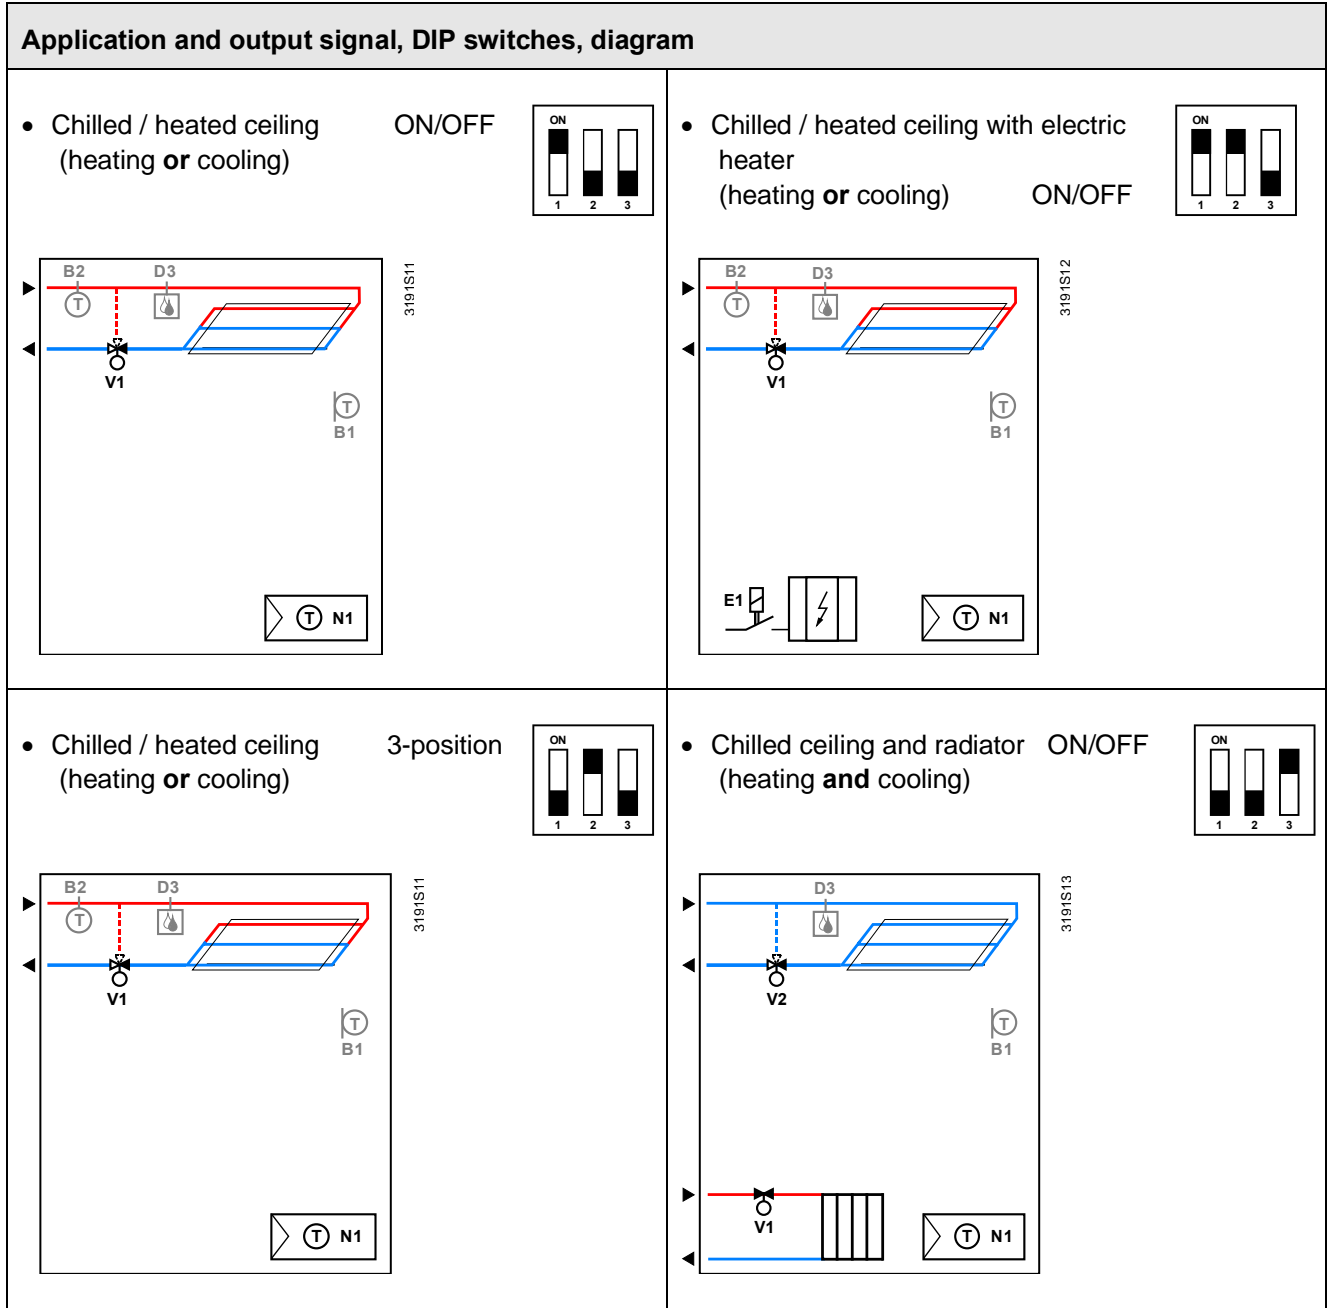 Application and output signal, DIP switches, diagram
• Chilled / heated ceiling ON/OFF
(heating or cooling)
ON
1 2 3
B2 D3
T
V1
T
B1
T N1
3191S11
• Chilled / heated ceiling with electric
heater
(heating or cooling) ON/OFF
ON
1 2 3
B2 D3
T
V1
T
B1
E1
T N1
3191S12
• Chilled / heated ceiling 3-position
(heating or cooling)
ON
1 2 3
B2 D3
T
V1
T
B1
T N1
3191S11
• Chilled ceiling and radiator ON/OFF
(heating and cooling)
ON
1 2 3
D3
V2
T
B1
V1
T N1
3191S13